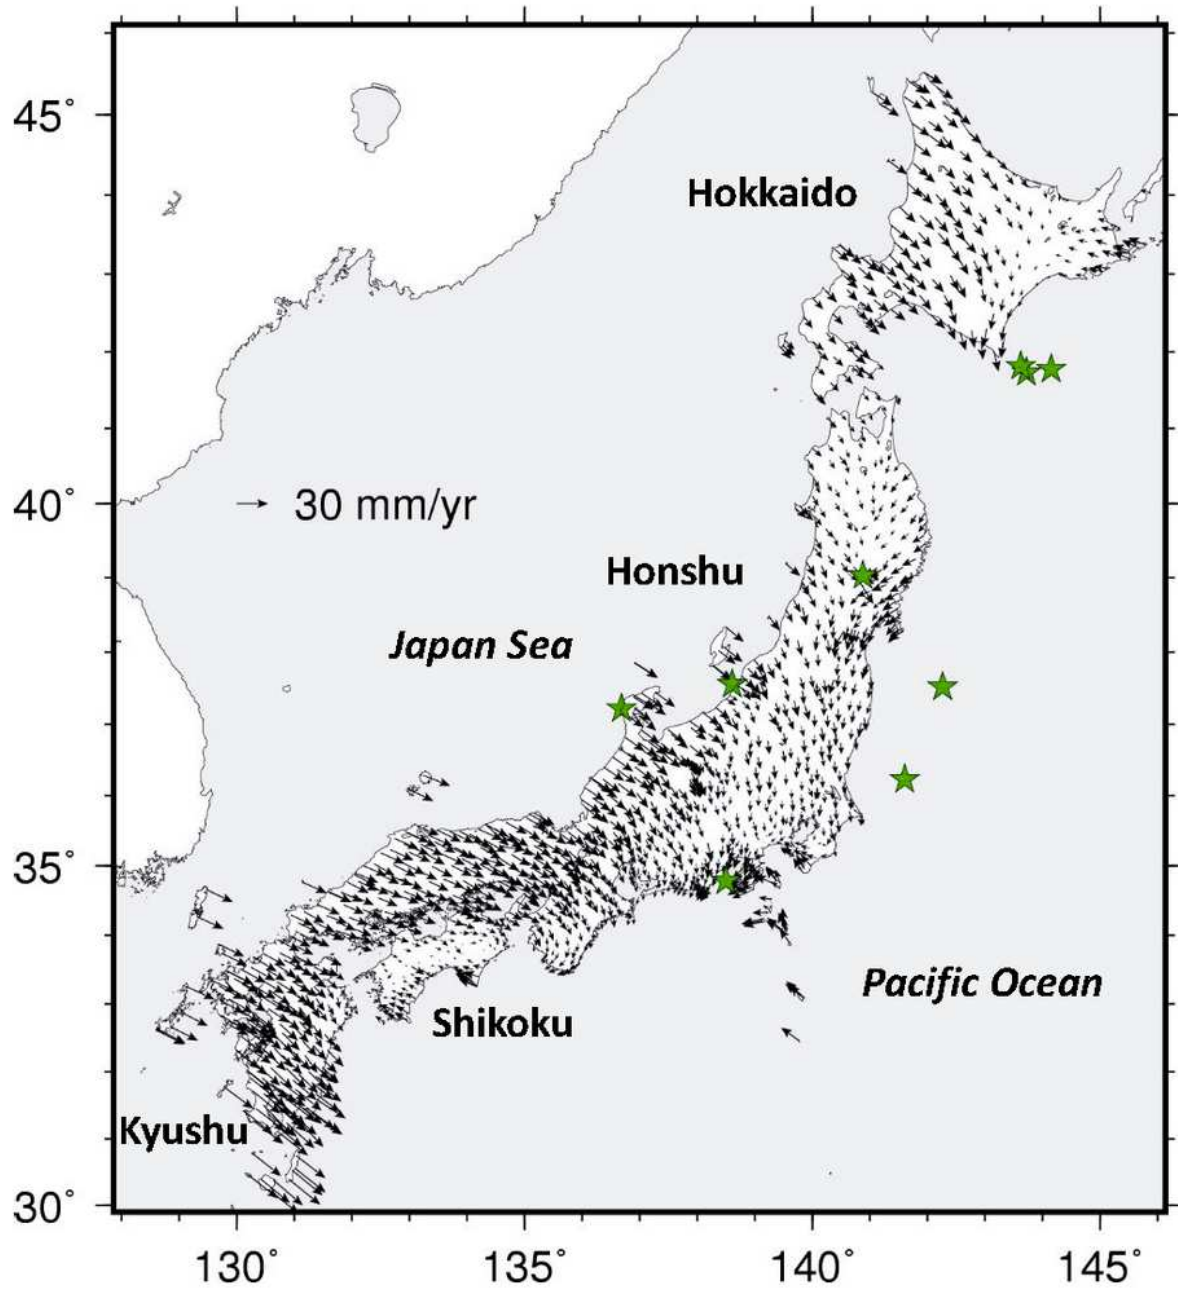 45°
Hokkaido
40°
30 mm/yr
Honshu
Japan Sea
35°
Pacific Ocean
Shikoku
Kyushu
30°
130° 135° 140° 145°